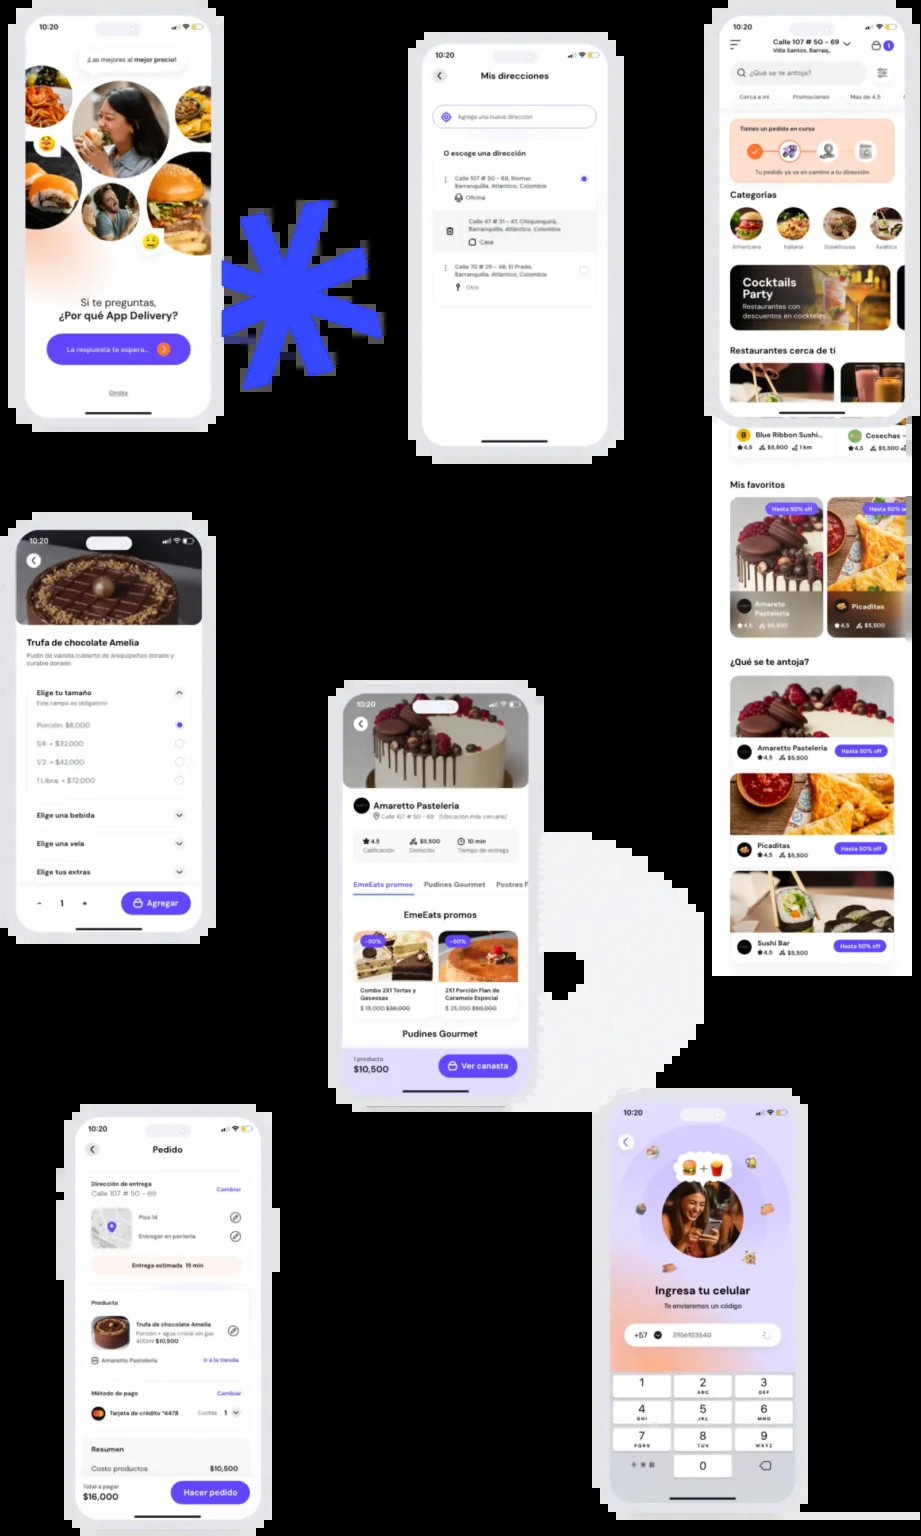 10:20
¡Las mejores al mejor precio!
Si te preguntas,
¿Por qué App Delivery?
La respuesta te espera...
Omitir
10:20
Mis direcciones
Agrega una nueva dirección
O escoge una dirección
Calle 107 # 50 - 69, Riomar,
Barranquilla, Atlántico, Colombia
Oficina
Calle 47 # 31 - 41, Chiquinquirá,
Barranquilla, Atlántico, Colombia
Casa
Calle 70 # 25 - 48, El Prado,
Barranquilla, Atlántico, Colombia
Otro
10:20
Calle 107 # 50 - 69
Villa Santos, Barraq..
1
¿Qué se te antoja?
Cerca a mi Promociones Mas de 4.5
Tienes un pedido en curso
Tu pedido ya va en camino a tu dirección
Categorías
Americana Italiana Steakhouse Asiática
Cocktails
Party
Restaurantes con
descuentos en cockteles
Restaurantes cerca de ti
B Blue Ribbon Sushi... Cosechas -
4,5 $5,500 1 km 4,5 $5,500
Mis favoritos
Hasta 50% off Hasta 50% o
Amareto
Pastelería
4,5 $5,500
Picaditas
4,5 $5,500
¿Qué se te antoja?
Amaretto Pasteleria
4,5 $5,500
Hasta 50% off
Picaditas
4,5 $5,500
Hasta 50% off
Sushi Bar
4,5 $5,500
Hasta 50% off
10:20
Trufa de chocolate Amelia
Pudín de vainilla cubierto de arequipeños dorado y
curable dorado.
Elige tu tamaño
Este campo es obligatorio
Porción: $8,000
1/4: + $32.000
1/2: + $42,000
1 Libra: + $72,000
Elige una bebida
Elige una vela
Elige tus extras
- 1 +
Agregar
10:20
Amaretto Pastelería
Calle 107 # 50 - 69 (Ubicación más cercana)
4,5 $5,500 10 min
Calificación Domicilio Tiempo de entrega
EmeEats promos Pudines Gourmet Postres F
EmeEats promos
-50% -50%
Combo 2X1 Tortas y
Gaseosas
$ 19,000 $38,000
2X1 Porción Flan de
Caramelo Especial
$ 25,000 $50,000
Pudines Gourmet
1 producto
$10,500
Ver canasta
10:20
Pedido
Dirección de entrega
Calle 107 # 50 - 69
Cambiar
Piso 14
Entregar en portería
Entrega estimada 15 min
Producto
Trufa de chocolate Amelia
Porción + agua cristal sin gas
400ml $10,500
Amaretto Pastelería
Ir a la tienda
Método de pago Cambiar
Tarjeta de crédito *4478 Cuotas 1
Resumen
Costo productos $10,500
Total a pagar
$16,000
Hacer pedido
10:20
+
Ingresa tu celular
Te enviaremos un código
+57 3106103540
1 2 3
ABC DEF
4 5 6
GHI JKL MNO
7 8 9
PQRS TUV WXYZ
+ * # 0